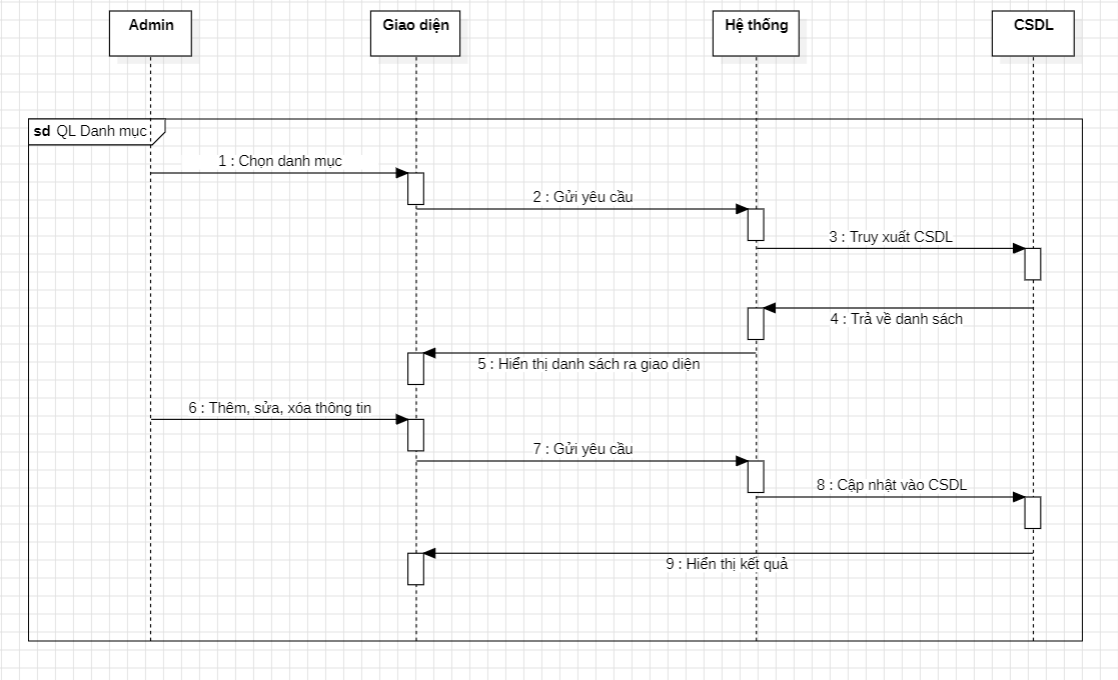 Admin
Giao diện
Hệ thống
CSDL
sd QL Danh mục
1 : Chọn danh mục
2 : Gửi yêu cầu
3 : Truy xuất CSDL
4 : Trả về danh sách
5 : Hiển thị danh sách ra giao diện
6 : Thêm, sửa, xóa thông tin
7 : Gửi yêu cầu
8 : Cập nhật vào CSDL
9 : Hiển thị kết quả